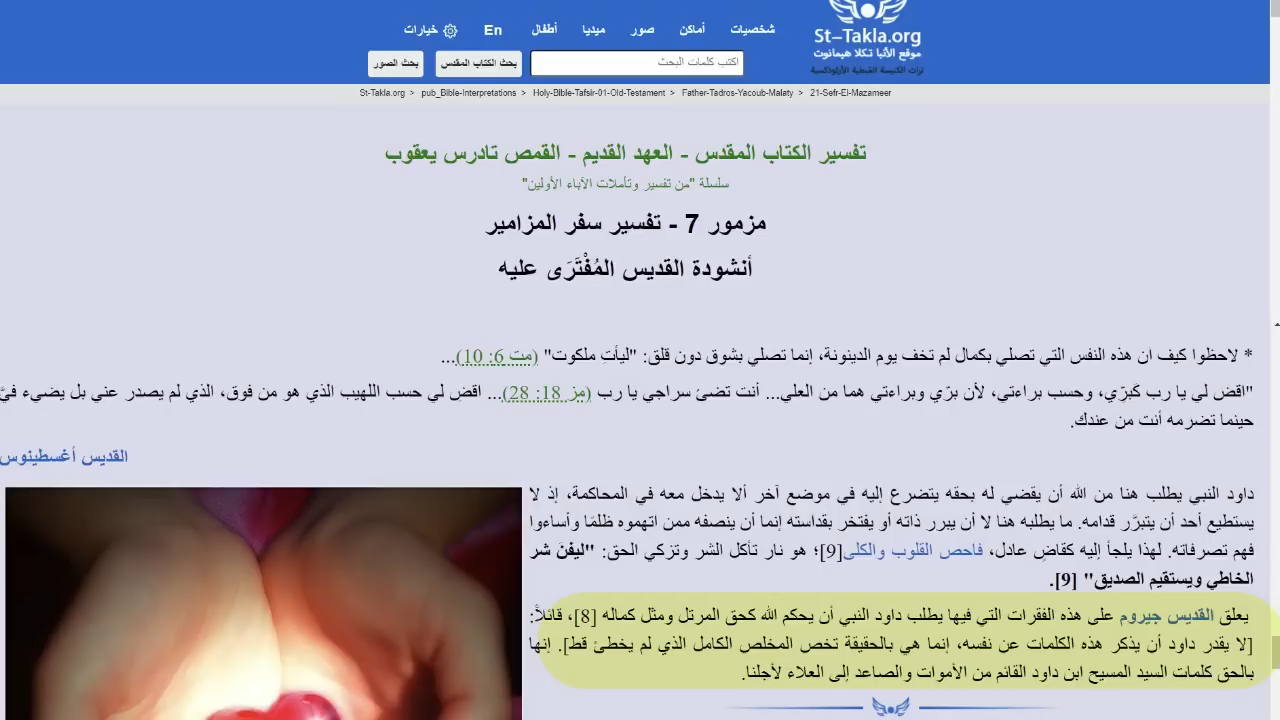 St-Takla.org
موقع الأنبا تكلا هيمانوت
تراث الكنيسة القبطية الأرثوذكسية
شخصيات أماكن صور ميديا أطفال En خيارات
اكتب كلمات البحث بحث الكتاب المقدس بحث الصور
St-Takla.org > pub_Bible-Interpretations > Holy-Bible-Tafsir-01-Old-Testament > Father-Tadros-Yacoub-Malaty > 21-Sefr-El-Mazameer
تفسير الكتاب المقدس - العهد القديم - القمص تادرس يعقوب
سلسلة "من تفسير وتأملات الآباء الأولين"
مزمور 7 - تفسير سفر المزامير
أنشودة القديس المُفْتَرَى عليه
* لاحظوا كيف ان هذه النفس التي تصلي بكمال لم تخف يوم الدينونة، إنما تصلي بشوق دون قلق: "ليأتِ ملكوت" (مت 6: 10)...
"اقض لي يا رب كَبرّي، وحسب براءتي، لأن برّي وبراءتي هما من العلي... أنت تضئ سراجي يا رب (مز 18: 28)... اقض لي حسب اللهيب الذي هو من فوق، الذي لم يصدر عني بل يضيء فيَّ
حينما تضرمه أنت من عندك.
القديس أغسطينوس
داود النبي يطلب هنا من الله أن يقضي له بحقه يتضرع إليه في موضع آخر ألا يدخل معه في المحاكمة، إذ لا
يستطيع أحد أن يتبرَّر قدامه. ما يطلبه هنا لا أن يبرر ذاته أو يفتخر بقداسته إنما أن ينصفه ممن اتهموه ظلمًا وأساءوا
فهم تصرفاته. لهذا يلجأ إليه كقاضٍ عادل، فاحص القلوب والكلى[9]؛ هو نار تأكل الشر وتزكي الحق: "ليفنَ شر
الخاطي ويستقيم الصديق" [9].
يعلق القديس جيروم على هذه الفقرات التي فيها يطلب داود النبي أن يحكم الله كحق المرتل ومثل كماله [8]، قائلاً:
[لا يقدر داود أن يذكر هذه الكلمات عن نفسه، إنما هي بالحقيقة تخص المخلص الكامل الذي لم يخطئ قط]. إنها
بالحق كلمات السيد المسيح ابن داود القائم من الأموات والصاعد إلى العلاء لأجلنا.